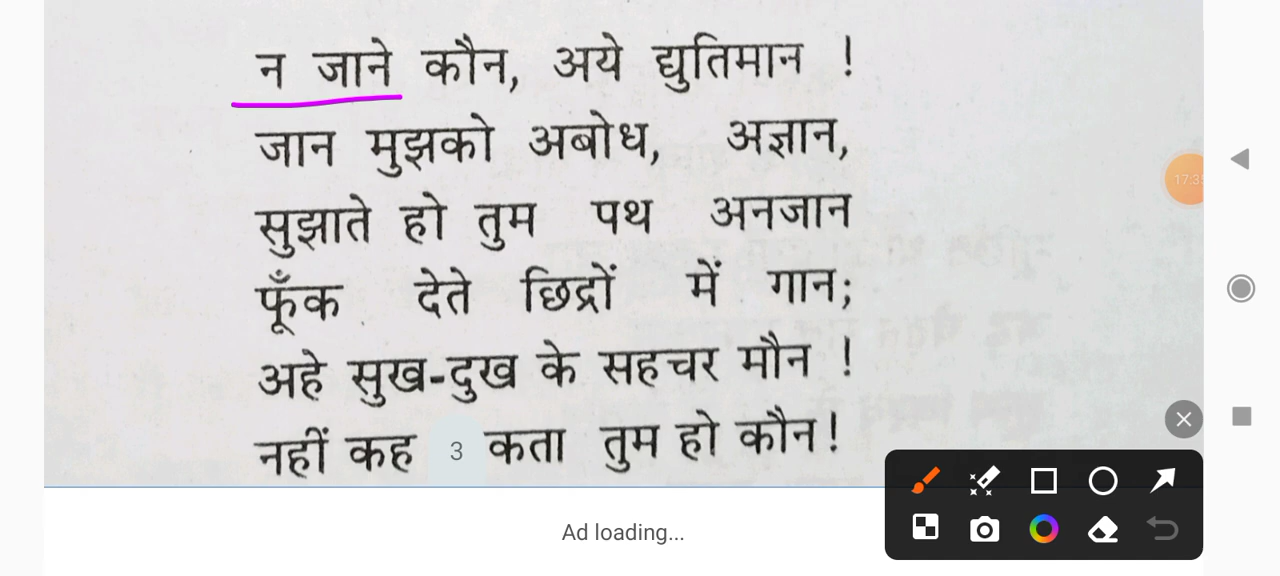 न जाने कौन, अये द्युतिमान !
जान मुझको अबोध, अज्ञान,
सुझाते हो तुम पथ अनजान
फूँक देते छिद्रों में गान;
अहे सुख-दुख के सहचर मौन !
नहीं कह 3 कता तुम हो कौन!
Ad loading...